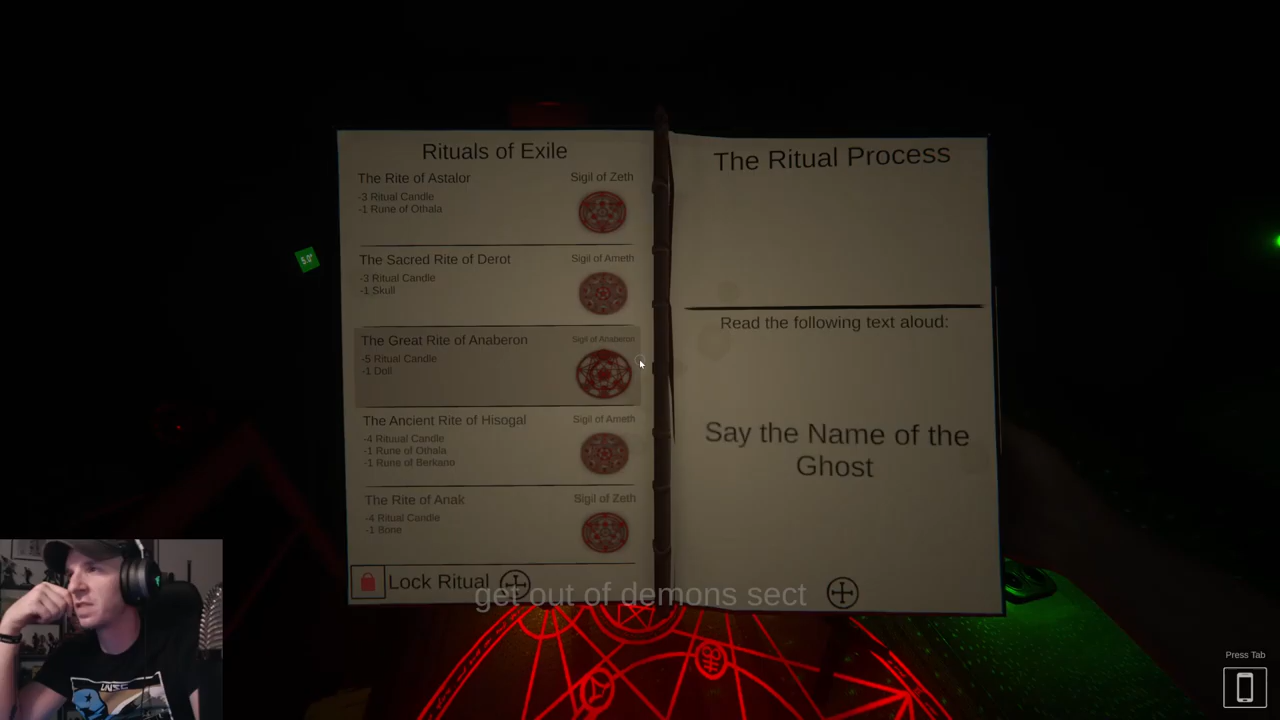 Rituals of Exile
The Rite of Astalor
Sigil of Zeth
-3 Ritual Candle
-1 Rune of Othala
The Sacred Rite of Derot
Sigil of Ameth
-3 Ritual Candle
-1 Skull
The Great Rite of Anaberon
Sigil of Anaberon
-5 Ritual Candle
-1 Doll
The Ancient Rite of Hisogal
Sigil of Ameth
-4 Rituual Candle
-1 Rune of Othala
-1 Rune of Berkano
The Rite of Anak
Sigil of Zeth
-4 Ritual Candle
-1 Bone
Lock Ritual
The Ritual Process
Read the following text aloud:
Say the Name of the
Ghost
get out of demons sect
Press Tab